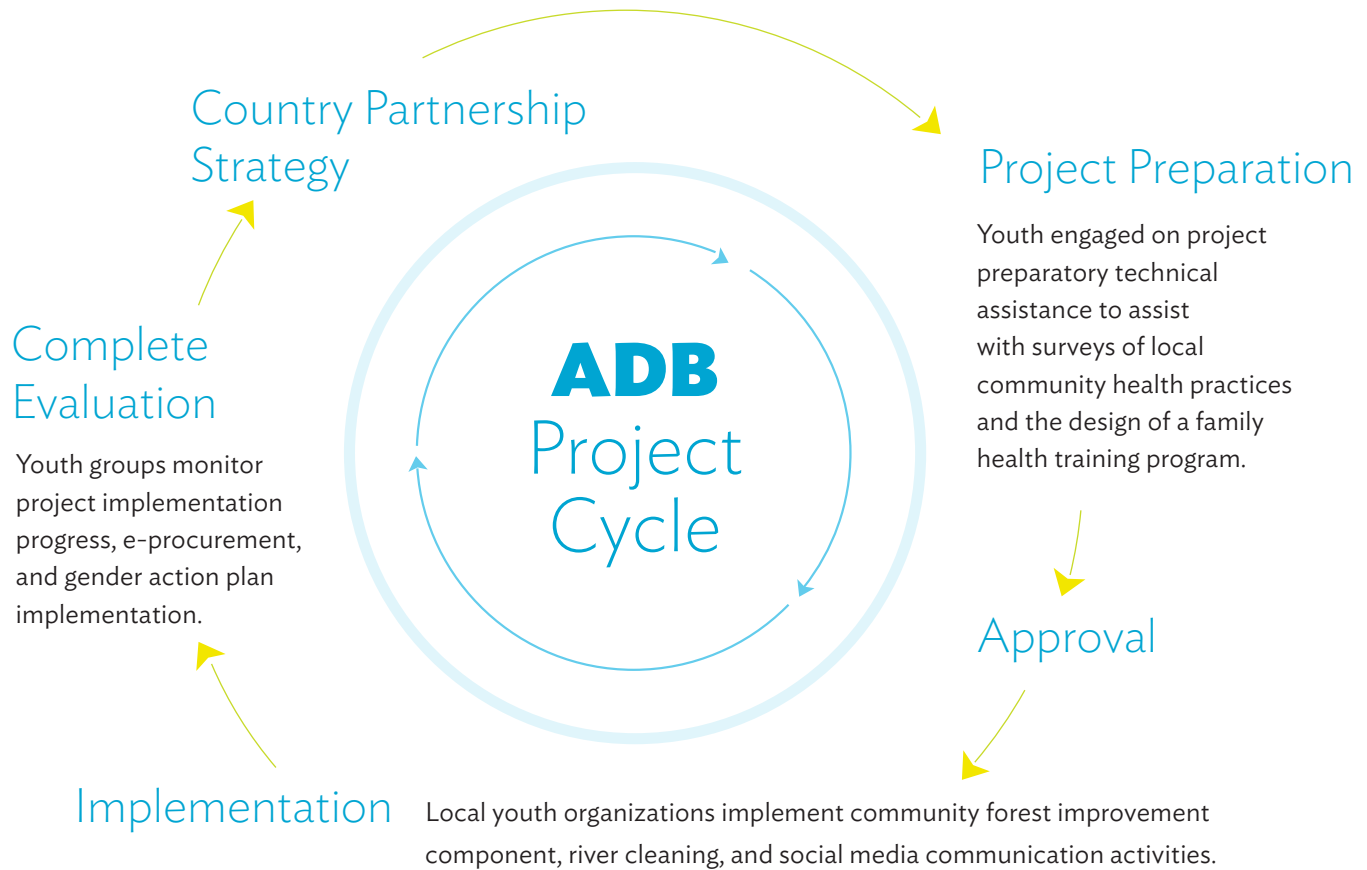 Country Partnership
Strategy
Project Preparation
Youth engaged on project
preparatory technical
assistance to assist
with surveys of local
community health practices
and the design of a family
health training program.
Approval
Implementation
Local youth organizations implement community forest improvement
component, river cleaning, and social media communication activities.
Complete
Evaluation
Youth groups monitor
project implementation
progress, e-procurement,
and gender action plan
implementation.
ADB
Project
Cycle